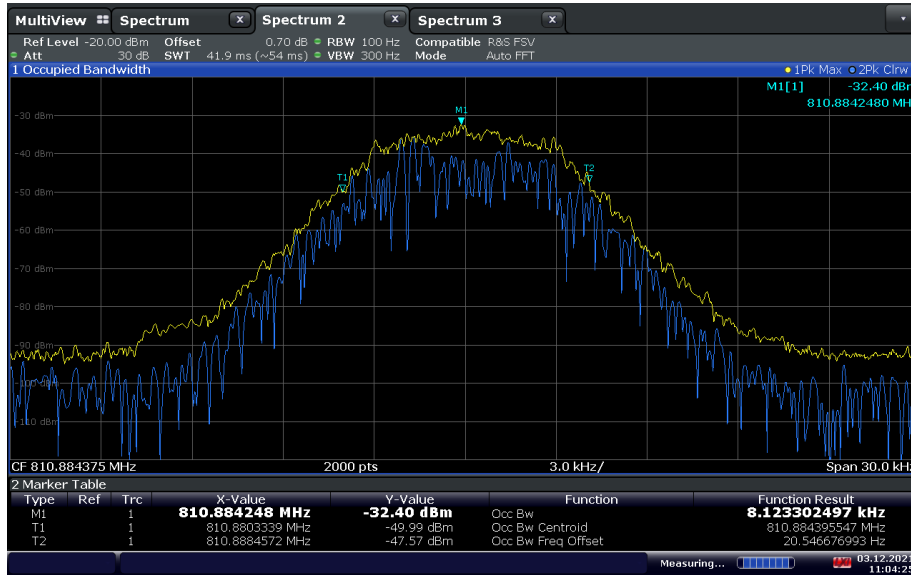 MultiView Spectrum X Spectrum 2 X Spectrum 3 X
Ref Level -20.00 dBm Offset 0.70 dB RBW 100 Hz Compatible R&S FSV
Att 30 dB SWT 41.9 ms (~54 ms) VBW 300 Hz Mode Auto FFT
1 Occupied Bandwidth 1Pk Max 2Pk Clrw
M1[1] -32.40 dBm
810.8842480 MH
M1
-30 dBm
-40 dBm
T1
T2
-50 dBm
-60 dBm
-70 dBm
-80 dBm
-90 dBm
-100 dBm
-110 dBm
CF 810.884375 MHz 2000 pts 3.0 kHz/ Span 30.0 kHz
2 Marker Table
Type Ref Trc X-Value Y-Value Function Function Result
M1 1 810.884248 MHz -32.40 dBm Occ Bw 8.123302497 kHz
T1 1 810.8803339 MHz -49.99 dBm Occ Bw Centroid 810.884395547 MHz
T2 1 810.8884572 MHz -47.57 dBm Occ Bw Freq Offset 20.546676993 Hz
Measuring... 03.12.2021
11:04:25